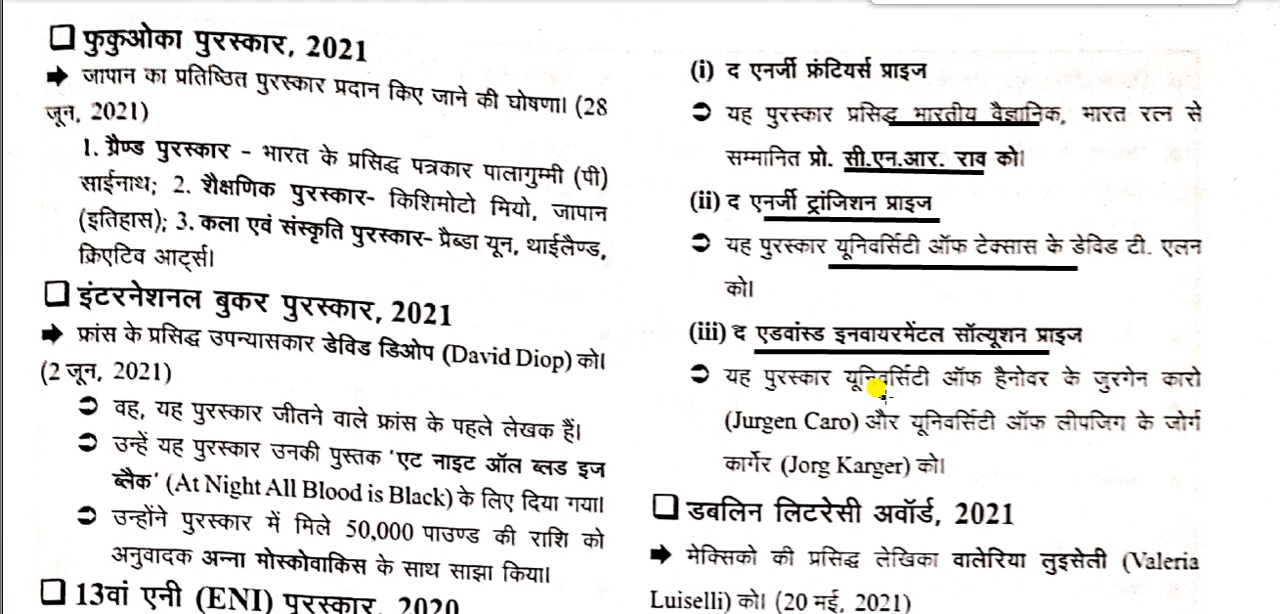 ❑ फुकुओका पुरस्कार, 2021
➡ जापान का प्रतिष्ठित पुरस्कार प्रदान किए जाने की घोषणा। (28
जून, 2021)
1. ग्रैण्ड पुरस्कार - भारत के प्रसिद्ध पत्रकार पालागुम्मी (पी)
साईनाथ; 2. शैक्षणिक पुरस्कार- किशिमोटो मियो, जापान
(इतिहास); 3. कला एवं संस्कृति पुरस्कार- प्रैब्डा यून, थाईलैण्ड,
क्रिएटिव आर्ट्स।
❑ इंटरनेशनल बुकर पुरस्कार, 2021
➡ फ्रांस के प्रसिद्ध उपन्यासकार डेविड डिओप (David Diop) को।
(2 जून, 2021)
➲ वह, यह पुरस्कार जीतने वाले फ्रांस के पहले लेखक हैं।
➲ उन्हें यह पुरस्कार उनकी पुस्तक 'एट नाइट ऑल ब्लड इज
ब्लैक' (At Night All Blood is Black) के लिए दिया गया।
➲ उन्होंने पुरस्कार में मिले 50,000 पाउण्ड की राशि को
अनुवादक अन्ना मोस्कोवाकिस के साथ साझा किया।
❑ 13वां एनी (ENI) पुरस्कार, 2020
(i) द एनर्जी फ्रंटियर्स प्राइज
➲ यह पुरस्कार प्रसिद्ध भारतीय वैज्ञानिक, भारत रत्न से
सम्मानित प्रो. सी.एन.आर. राव को।
(ii) द एनर्जी ट्रांजिशन प्राइज
➲ यह पुरस्कार यूनिवर्सिटी ऑफ टेक्सास के डेविड टी. एलन
को।
(iii) द एडवांस्ड इनवायरमेंटल सॉल्यूशन प्राइज
➲ यह पुरस्कार यूनिवर्सिटी ऑफ हैनोवर के जुरगेन कारो
(Jurgen Caro) और यूनिवर्सिटी ऑफ लीपजिग के जोर्ग
कार्गेर (Jorg Karger) को।
❑ डबलिन लिटरेसी अवॉर्ड, 2021
➡ मेक्सिको की प्रसिद्ध लेखिका वालेरिया लुइसेली (Valeria
Luiselli) को। (20 मई, 2021)